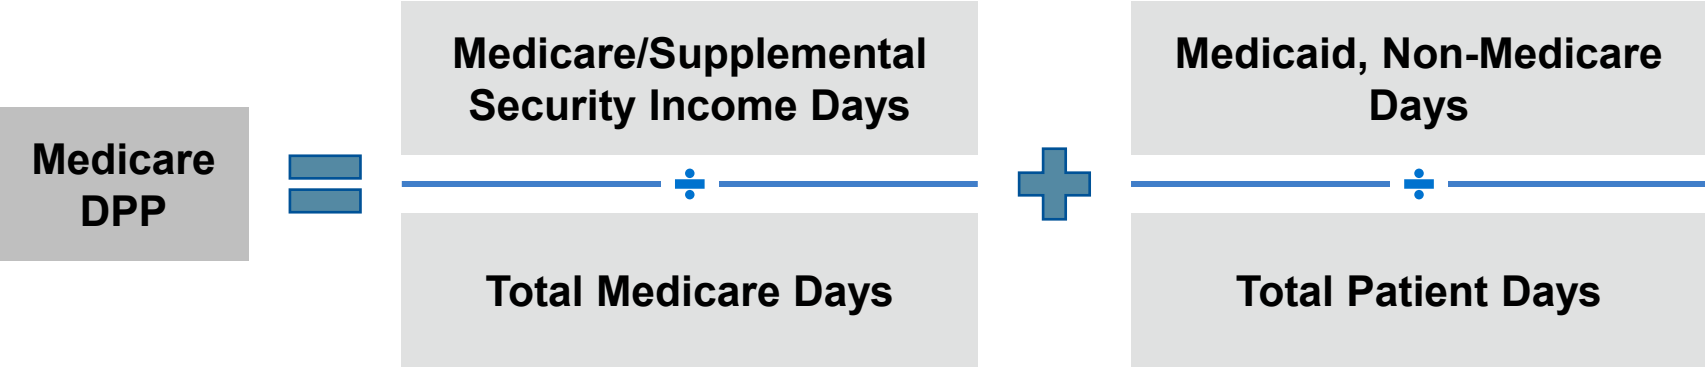 Medicare
DPP
Medicare/Supplemental
Security Income Days
÷
Total Medicare Days
Medicaid, Non-Medicare
Days
÷
Total Patient Days